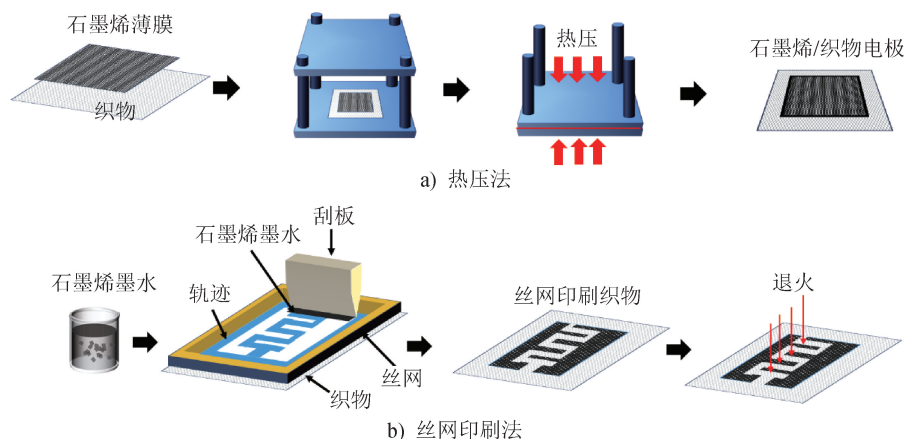 石墨烯薄膜
织物
热压
石墨烯/织物电极
a) 热压法
刮板
石墨烯墨水
石墨烯墨水
轨迹
丝网
织物
丝网印刷织物
退火
b) 丝网印刷法